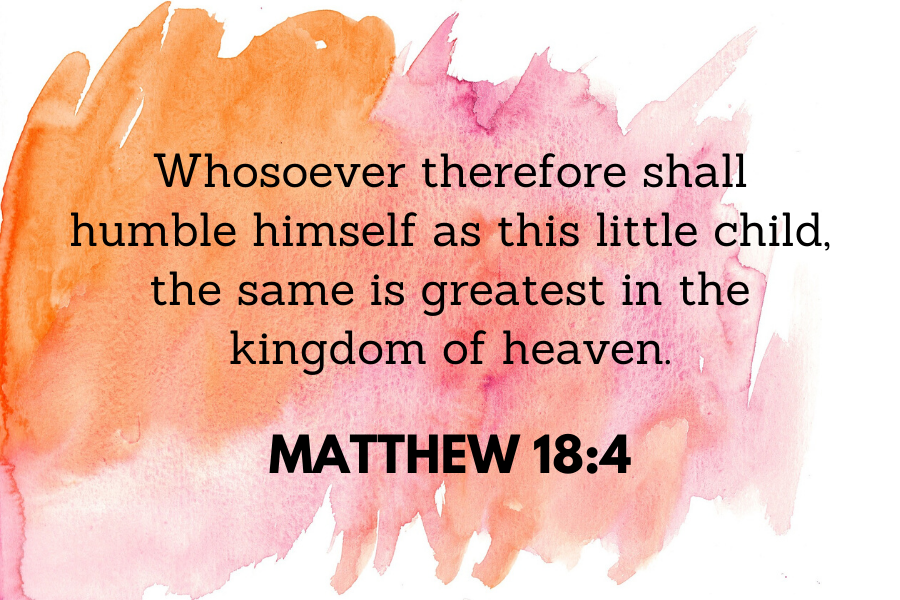 Whosoever therefore shall
humble himself as this little child,
the same is greatest in the
kingdom of heaven.
MATTHEW 18:4